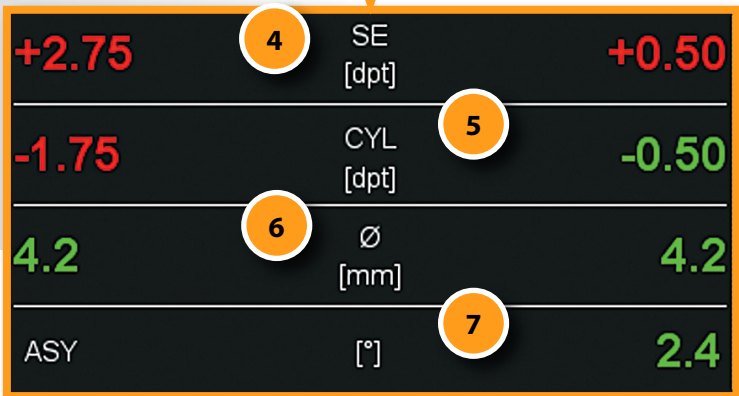 +2.75 4 SE +0.50
[dpt]
-1.75 CYL 5 -0.50
[dpt]
4.2 6 Ø 4.2
[mm]
ASY [°] 7 2.4